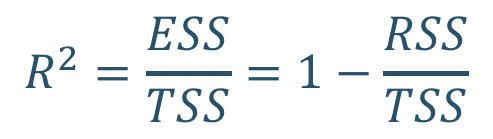 R² = ESS/TSS = 1 − RSS/TSS